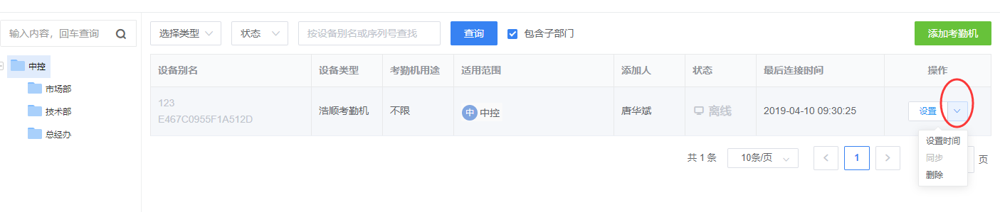 输入内容，回车查询
中控
市场部
技术部
总经办
选择类型 状态 按设备别名或序列号查找 查询 包含子部门 添加考勤机
设备别名 设备类型 考勤机用途 适用范围 添加人 状态 最后连接时间 操作
123
E467C0955F1A512D 浩顺考勤机 不限 中 中控 唐华斌 离线 2019-04-10 09:30:25 设置
设置时间
同步
删除
共 1 条 10条/页 1 页